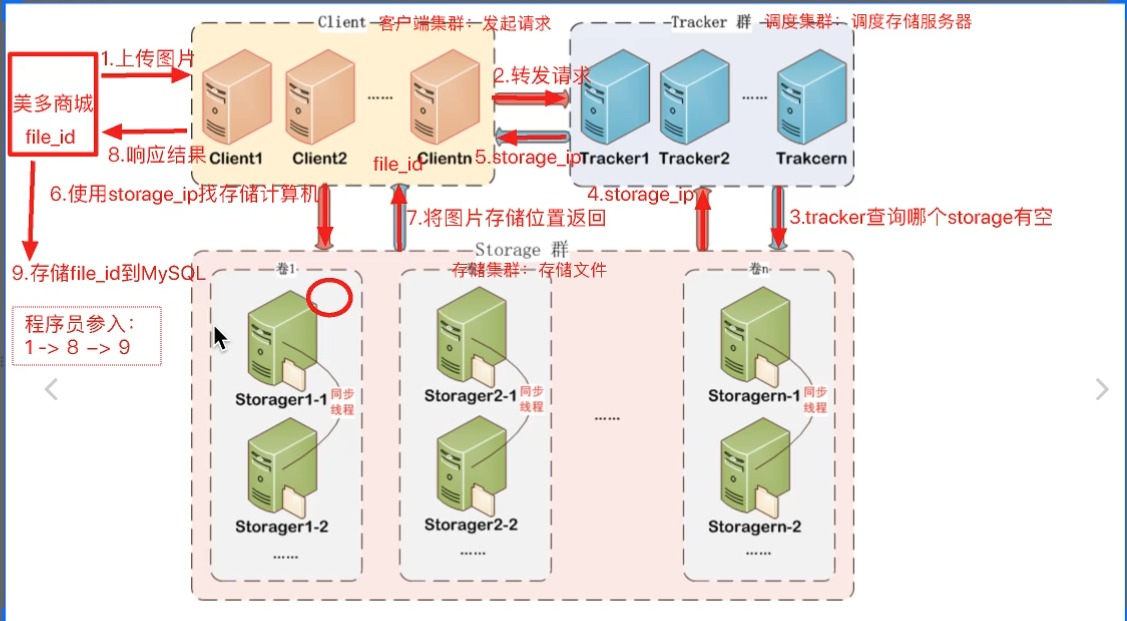 Client 客户端集群：发起请求
Tracker 群 调度集群：调度存储服务器
1.上传图片
2.转发请求
美多商城
file_id
8.响应结果
Client1
Client2
Clientn
file_id
5.storage_ip
Tracker1
Tracker2
Trakcern
······
······
6.使用storage_ip找存储计算机
4.storage_ip
7.将图片存储位置返回
3.tracker查询哪个storage有空
Storage 群
9.存储file_id到MySQL
卷1
存储集群：存储文件
卷n
程序员参入：
1-> 8 —> 9
Storager1-1
同步
线程
Storager2-1
同步
线程
Storagern-1
同步
线程
······
Storager1-2
Storager2-2
Storagern-2
······
······
······